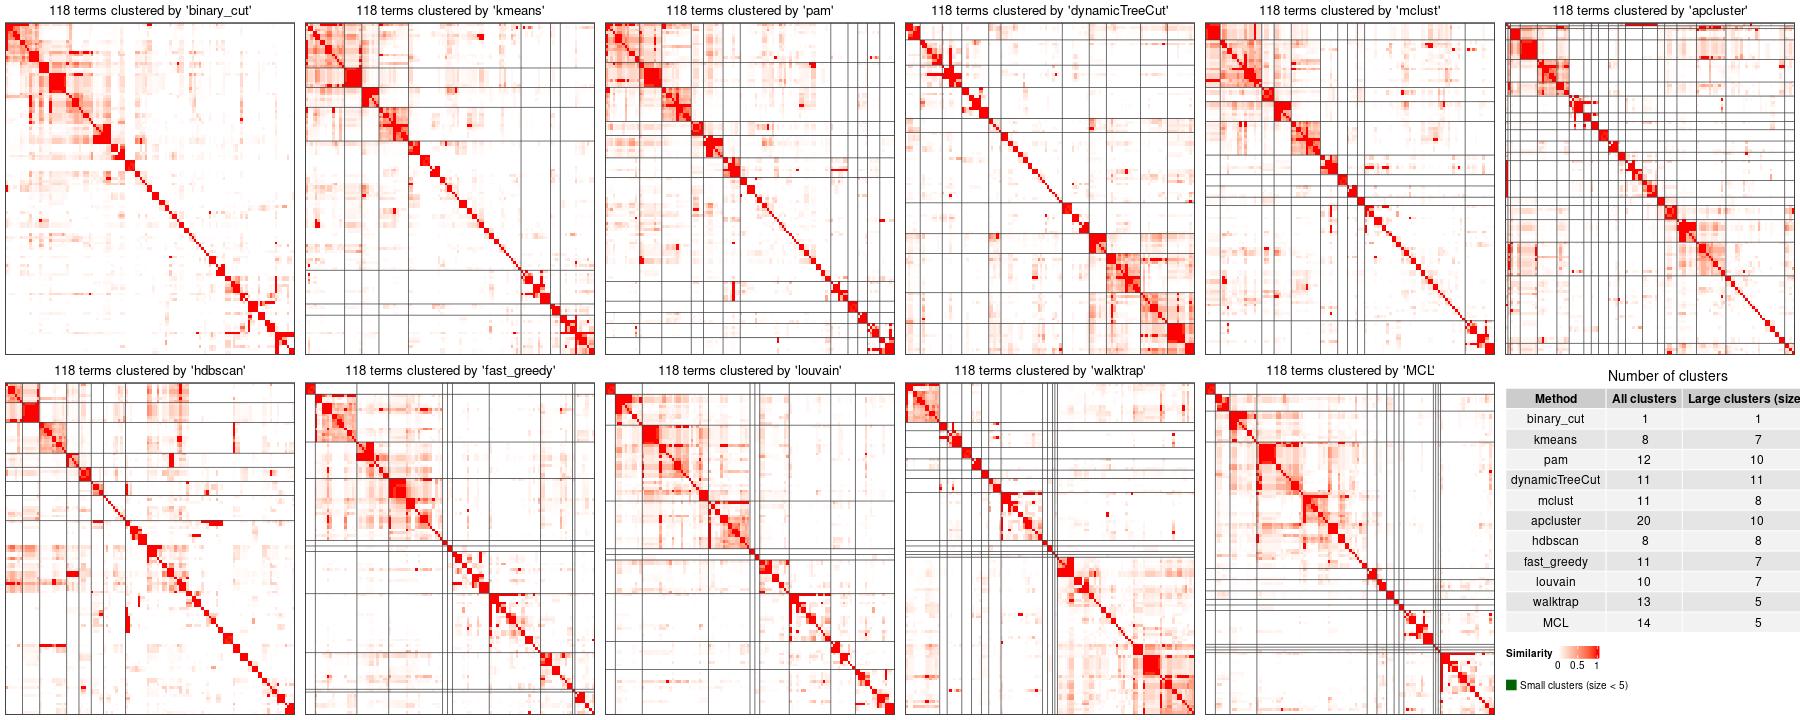 118 terms clustered by 'binary_cut'
118 terms clustered by 'kmeans'
118 terms clustered by 'pam'
118 terms clustered by 'dynamicTreeCut'
118 terms clustered by 'mclust'
118 terms clustered by 'apcluster'
118 terms clustered by 'hdbscan'
118 terms clustered by 'fast_greedy'
118 terms clustered by 'louvain'
118 terms clustered by 'walktrap'
118 terms clustered by 'MCL'
Number of clusters
Method All clusters Large clusters (size
binary_cut 1 1
kmeans 8 7
pam 12 10
dynamicTreeCut 11 11
mclust 11 8
apcluster 20 10
hdbscan 8 8
fast_greedy 11 7
louvain 10 7
walktrap 13 5
MCL 14 5
Similarity
0 0.5 1
Small clusters (size < 5)